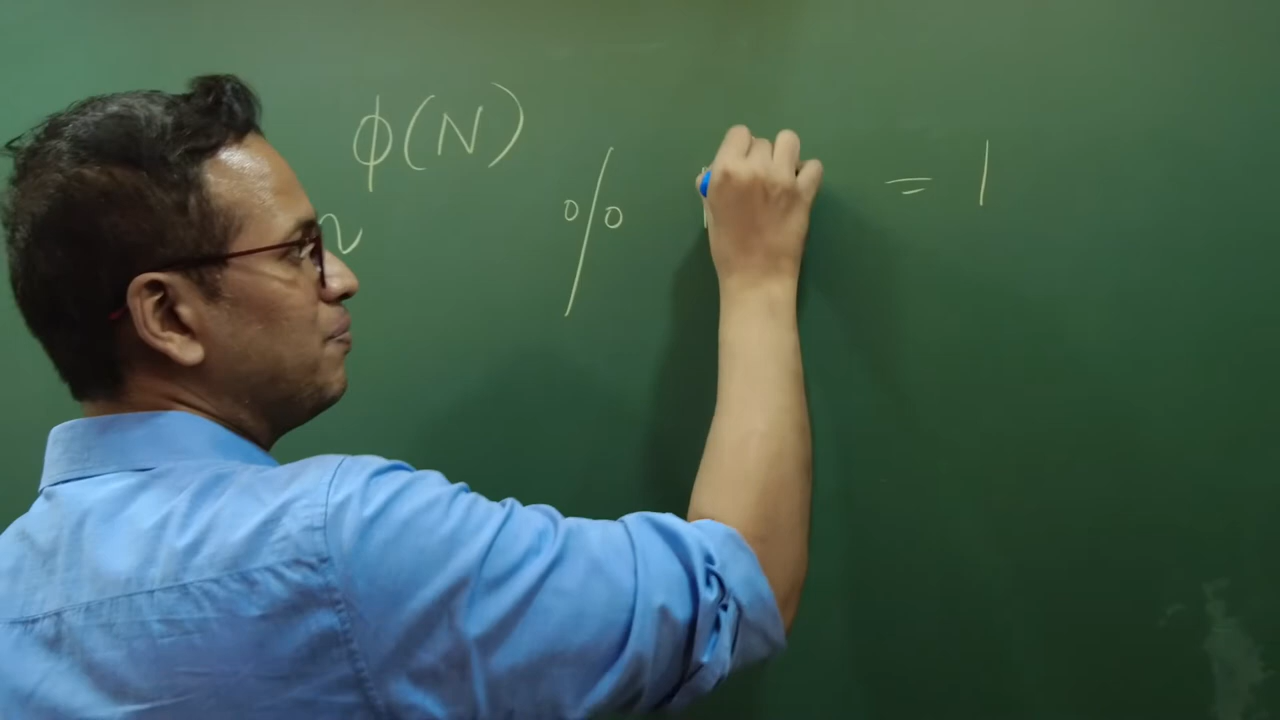 ϕ(N)
n % = 1